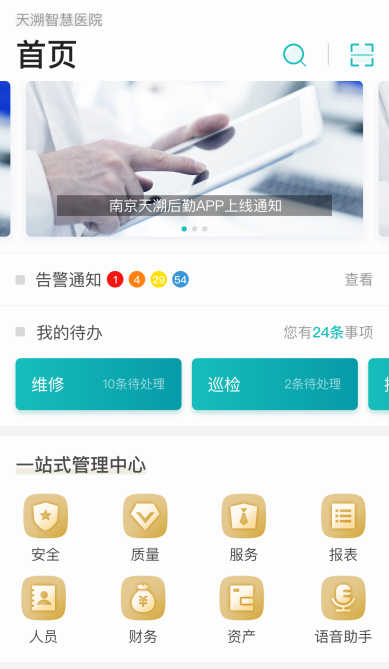 天溯智慧医院
首页
南京天溯后勤APP上线通知
告警通知 1 4 29 54 查看
我的待办 您有24条事项
维修 10条待处理 巡检 2条待处理
一站式管理中心
安全 质量 服务 报表
人员 财务 资产 语音助手